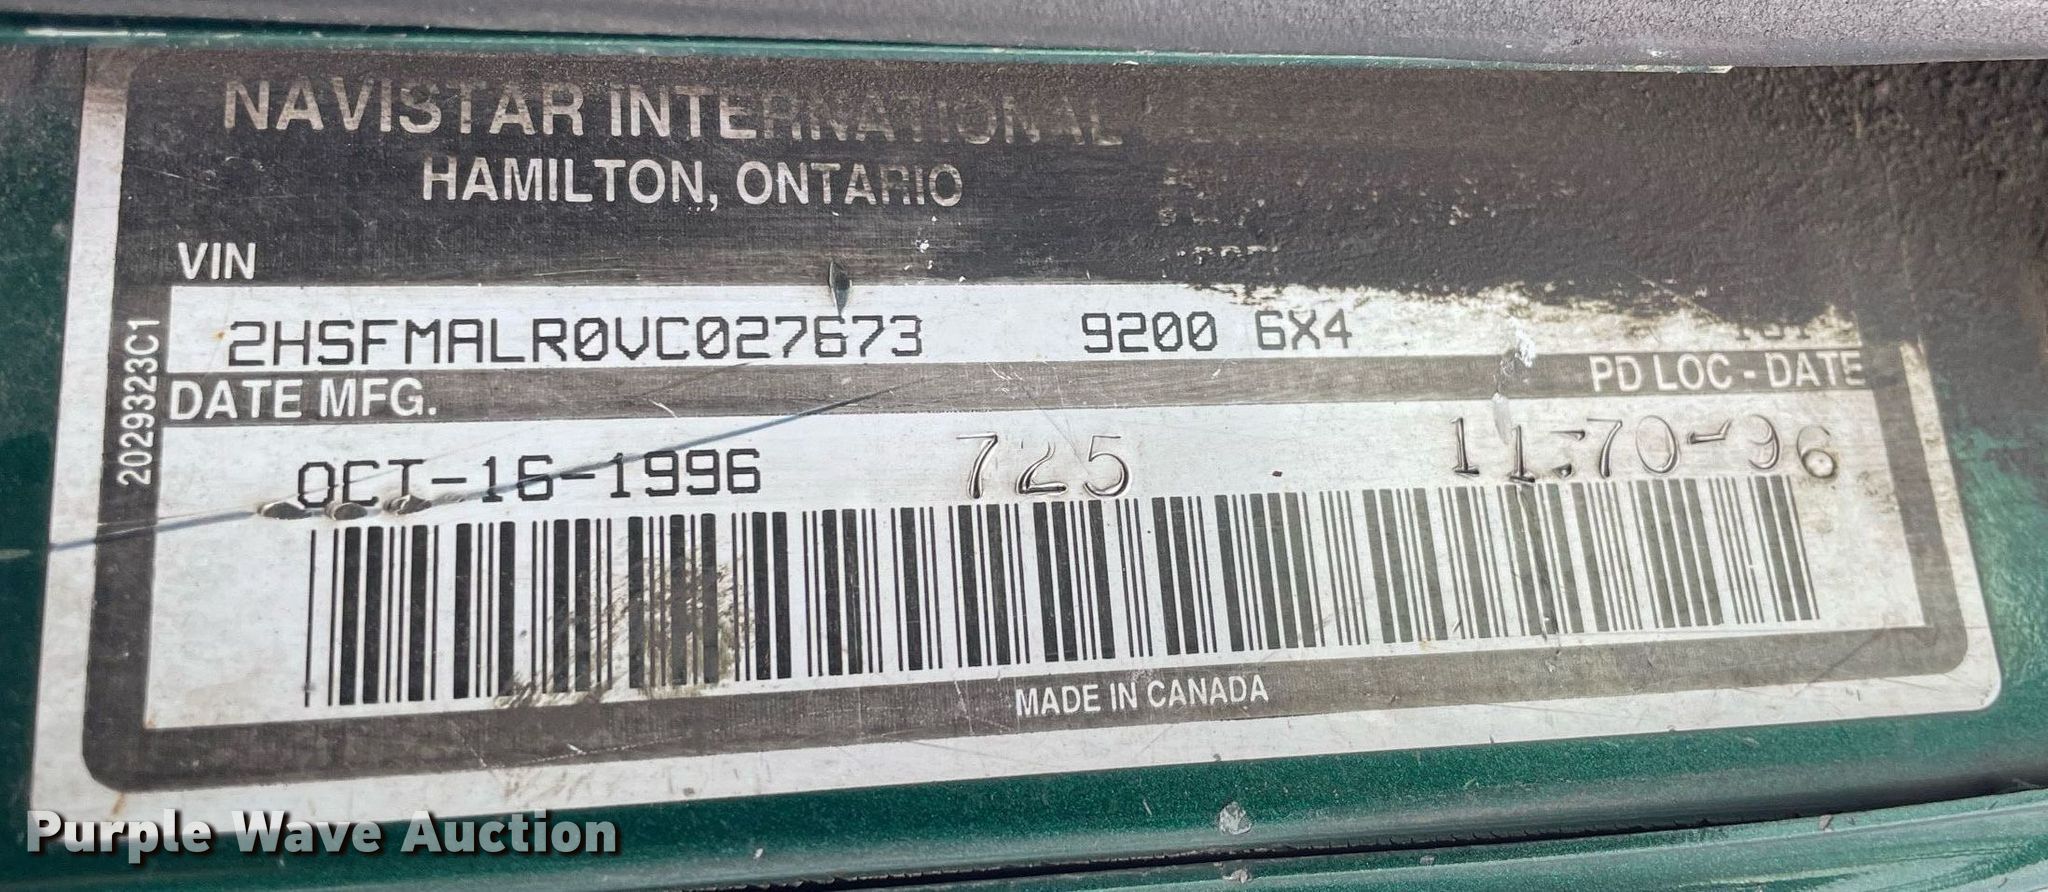 NAVISTAR INTERNATIONAL
HAMILTON, ONTARIO
VIN
2HSFMALR0VC027673 9200 6X4
DATE MFG. PD LOC - DATE
OCT-16-1996 725
20293323C1
MADE IN CANADA
Purple Wave Auction